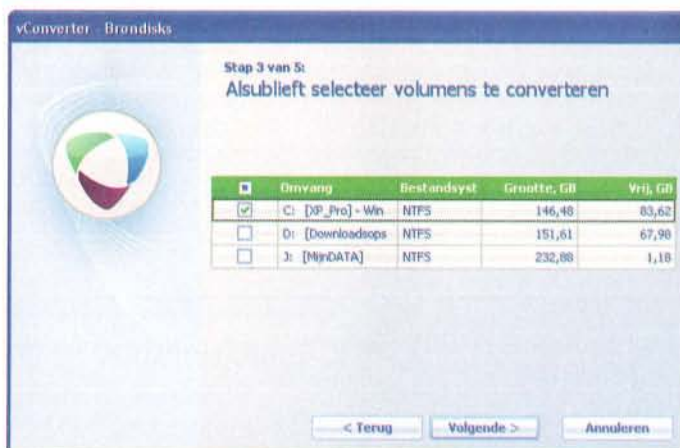 vConverter - Brondisks
Stap 3 van 5:
Alsublieft selecteer volumens te converteren
Omvang Bestandsyst Grootte, GB Vrij, GB
C: [XP_Pro] - Win NTFS 146,48 83,62
D: [Downloadsops NTFS 151,61 67,98
J: [MijnDATA] NTFS 232,88 1,18
< Terug Volgende > Annuleren